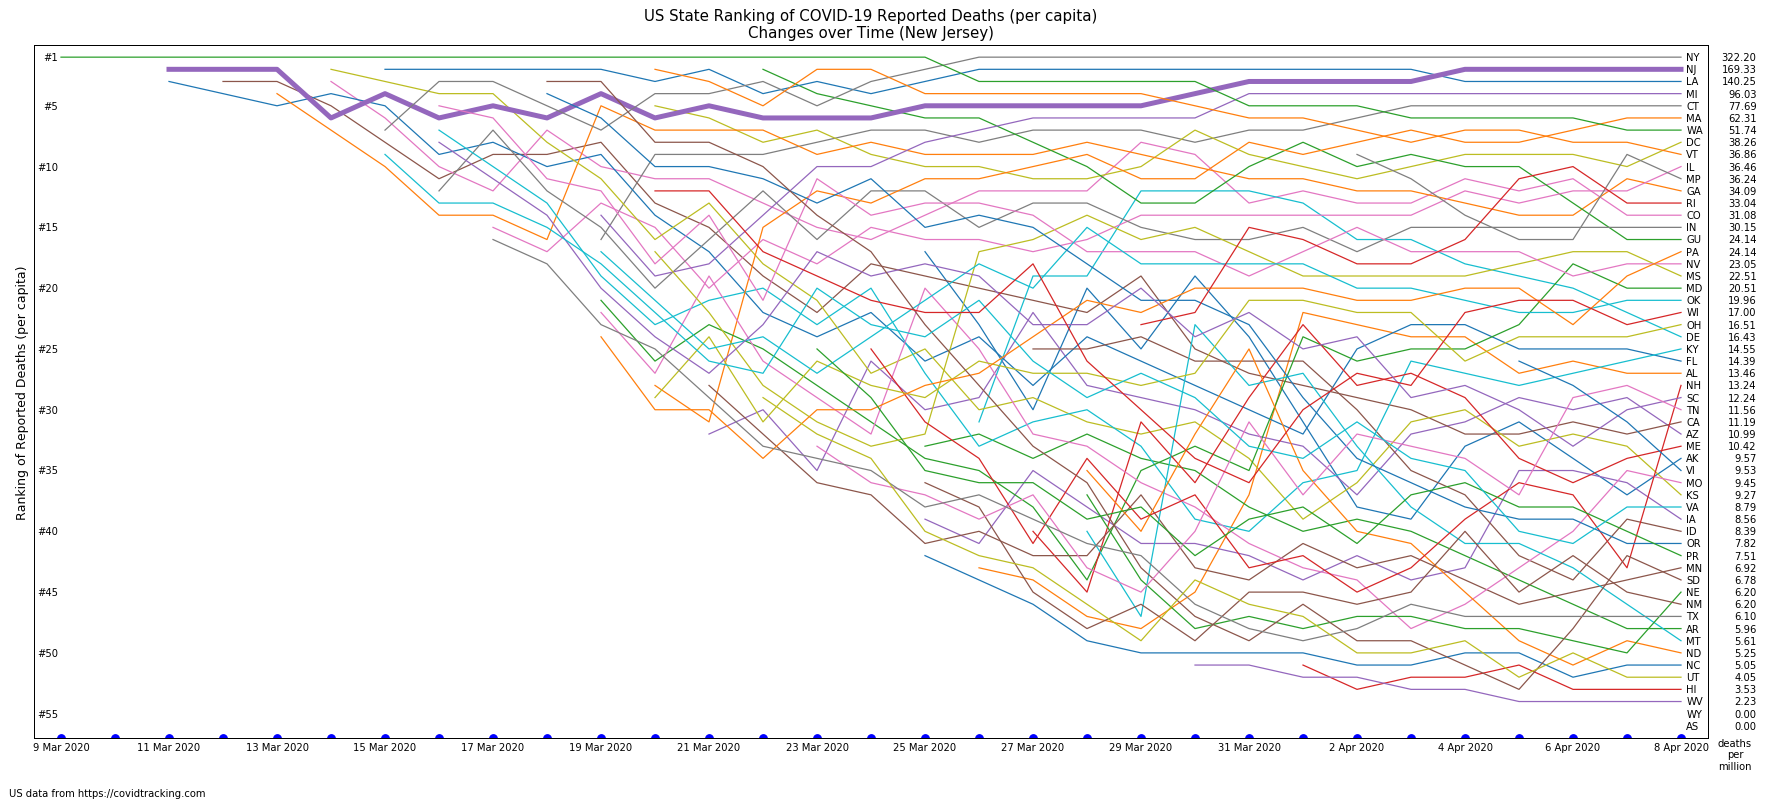 US State Ranking of COVID-19 Reported Deaths (per capita)
Changes over Time (New Jersey)
Ranking of Reported Deaths (per capita)
#1
#5
#10
#15
#20
#25
#30
#35
#40
#45
#50
#55
NY 322.20
NJ 169.33
LA 140.25
MI 96.03
CT 77.69
MA 62.31
WA 51.74
DC 38.26
VT 36.86
IL 36.46
MP 36.24
GA 34.09
RI 33.04
CO 31.08
IN 30.15
GU 24.14
PA 24.14
NV 23.05
MS 22.51
MD 20.51
OK 19.96
WI 17.00
OH 16.51
DE 16.43
KY 14.55
FL 14.39
AL 13.46
NH 13.24
SC 12.24
TN 11.56
CA 11.19
AZ 10.99
ME 10.42
AK 9.57
VI 9.53
MO 9.45
KS 9.27
VA 8.79
IA 8.56
ID 8.39
OR 7.82
PR 7.51
MN 6.92
SD 6.78
NE 6.20
NM 6.20
TX 6.10
AR 5.96
MT 5.61
ND 5.25
NC 5.05
UT 4.05
HI 3.53
WV 2.23
WY 0.00
AS 0.00
9 Mar 2020 11 Mar 2020 13 Mar 2020 15 Mar 2020 17 Mar 2020 19 Mar 2020 21 Mar 2020 23 Mar 2020 25 Mar 2020 27 Mar 2020 29 Mar 2020 31 Mar 2020 2 Apr 2020 4 Apr 2020 6 Apr 2020 8 Apr 2020
deaths
per
million
US data from https://covidtracking.com